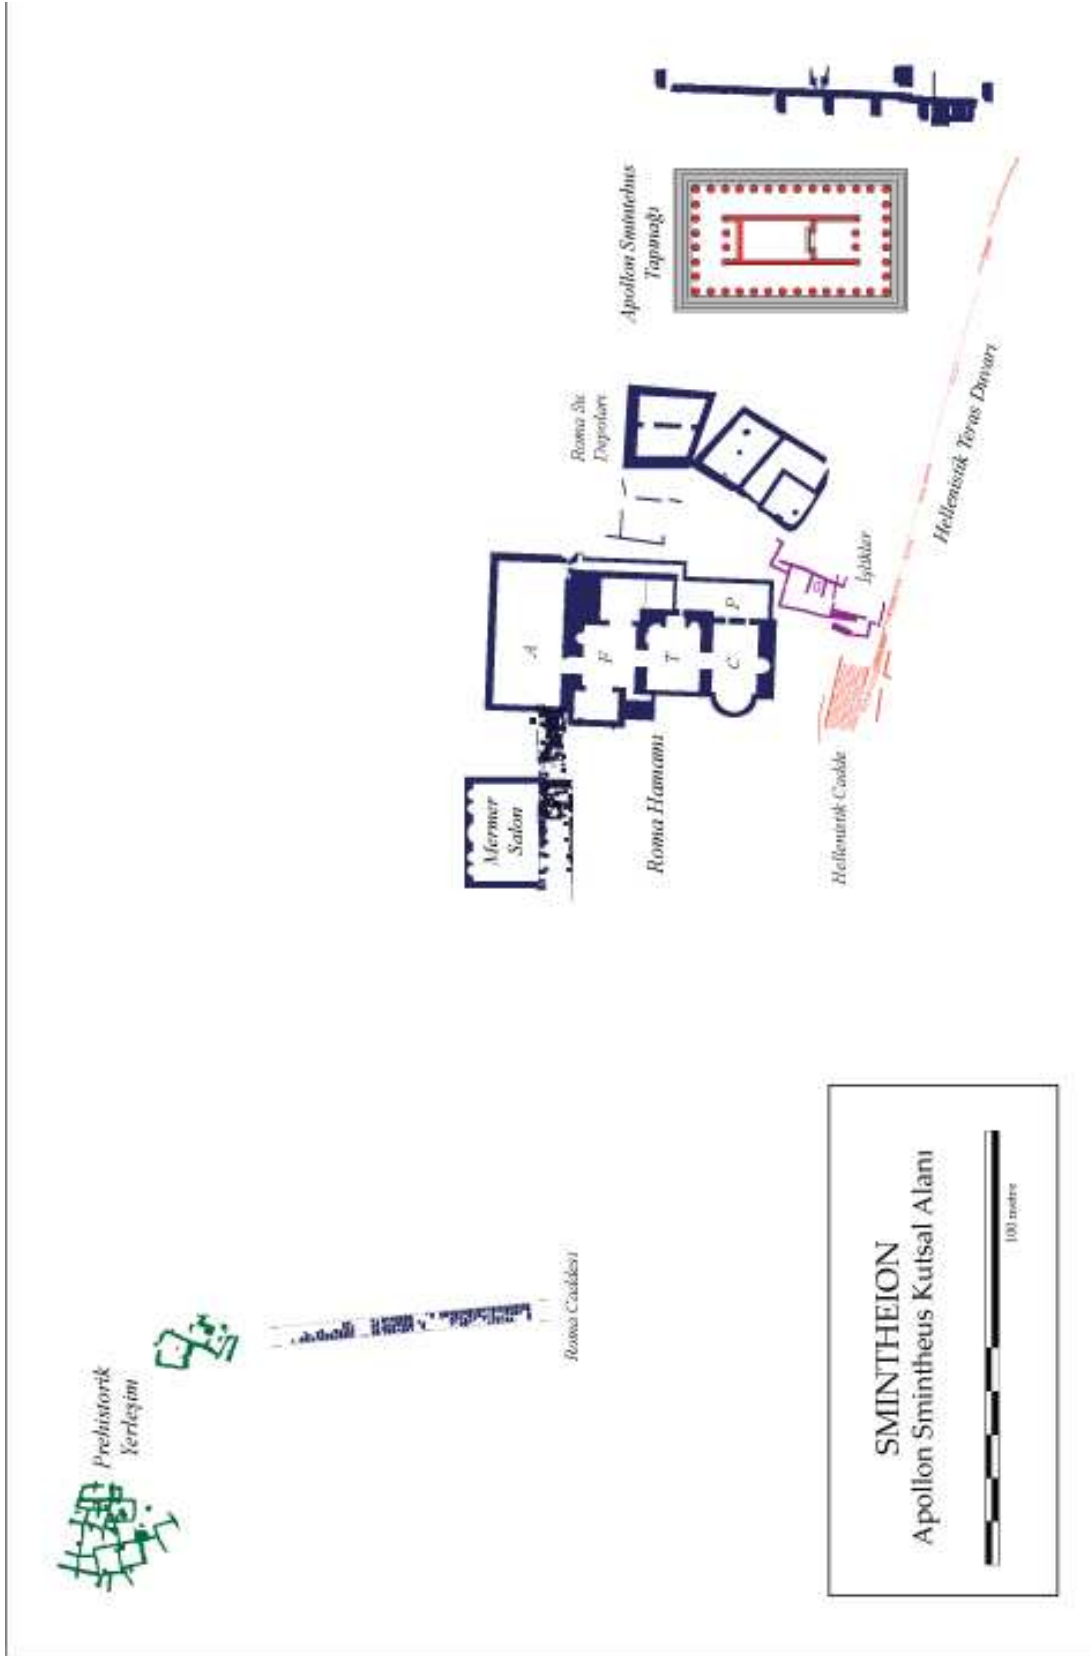 Prehistorik
Yerleşim
Roma Caddesi
Mermer
Salon
Roma Hamamı
A
F
T
C
P
Roma Su
Depoları
Apollon Smintehus
Tapınağı
İşlikler
Hellenistik Cadde
Hellenistik Teras Duvarı
SMINTHEION
Apollon Smintheus Kutsal Alanı
100 metre